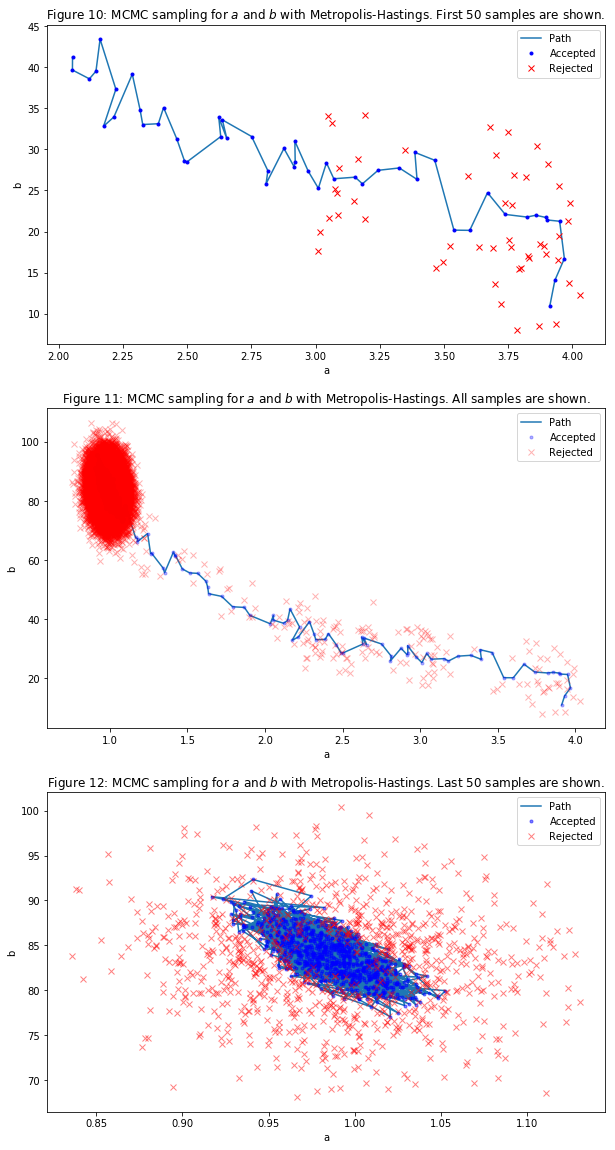 Figure 10: MCMC sampling for a and b with Metropolis-Hastings. First 50 samples are shown.
45
40
35
30
25
20
15
10
b
Path
Accepted
Rejected
2.00 2.25 2.50 2.75 3.00 3.25 3.50 3.75 4.00
a
Figure 11: MCMC sampling for a and b with Metropolis-Hastings. All samples are shown.
100
80
60
40
20
b
Path
Accepted
Rejected
1.0 1.5 2.0 2.5 3.0 3.5 4.0
a
Figure 12: MCMC sampling for a and b with Metropolis-Hastings. Last 50 samples are shown.
100
95
90
85
80
75
70
b
Path
Accepted
Rejected
0.85 0.90 0.95 1.00 1.05 1.10
a